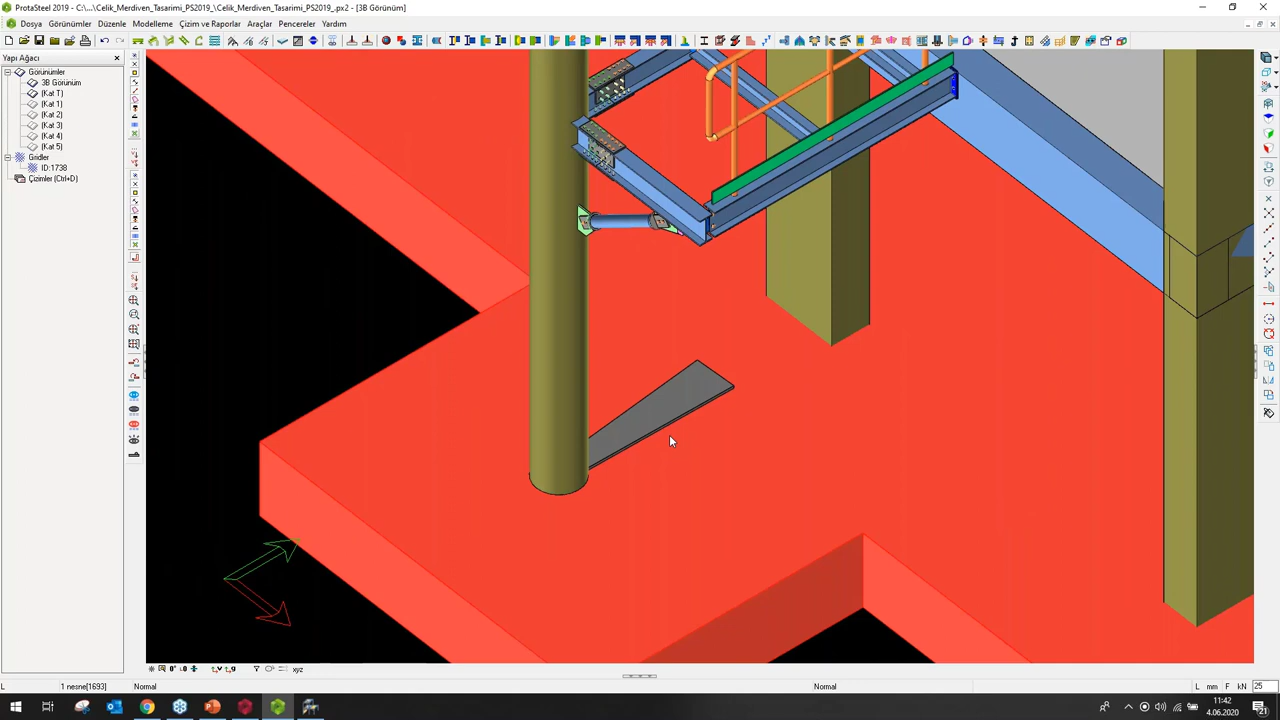 ProtaSteel 2019 - C:\...\Celik_Merdiven_Tasarimi_PS2019_\Celik_Merdiven_Tasarimi_PS2019_.px2 - [3B Görünüm]
Dosya Görünümler Düzenle Modelleme Çizim ve Raporlar Araçlar Pencereler Yardım
Yapı Ağacı
Görünümler
3B Görünüm
(Kat T)
(Kat 1)
(Kat 2)
(Kat 3)
(Kat 4)
(Kat 5)
Gridler
ID:1738
Çizimler (Ctrl+D)
xyz
L 1 nesne[1693] Normal Normal L mm F kN 25
11:42
4.06.2020
21